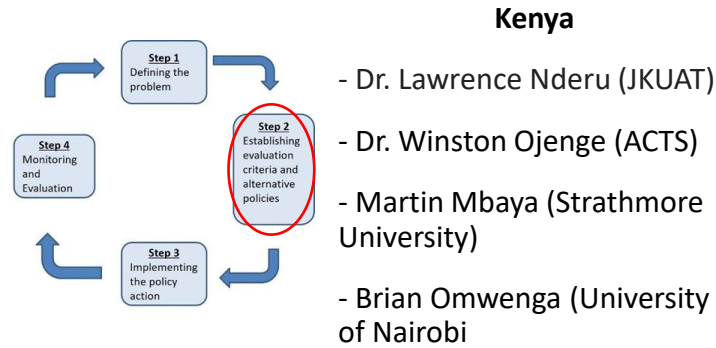 Step 1
Defining the
problem
Step 2
Establishing
evaluation
criteria and
alternative
policies
Step 3
Implementing
the policy
action
Step 4
Monitoring
and
Evaluation
Kenya
- Dr. Lawrence Nderu (JKUAT)
- Dr. Winston Ojenge (ACTS)
- Martin Mbaya (Strathmore
University)
- Brian Omwenga (University
of Nairobi